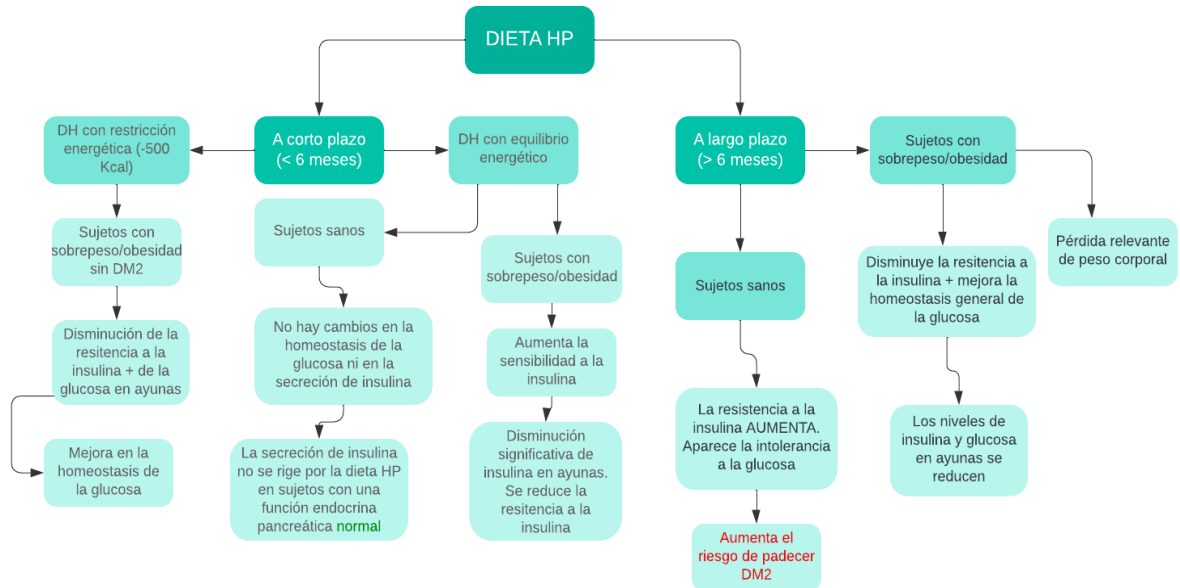 DIETA HP
DH con restricción
energética (-500
Kcal)
A corto plazo
(< 6 meses)
DH con equilibrio
energético
A largo plazo
(> 6 meses)
Sujetos con
sobrepeso/obesidad
Sujetos con
sobrepeso/obesidad
sin DM2
Sujetos sanos
Sujetos con
sobrepeso/obesidad
Sujetos sanos
Disminuye la resitencia a
la insulina + mejora la
homeostasis general de
la glucosa
Pérdida relevante
de peso corporal
Disminución de la
resitencia a la
insulina + de la
glucosa en ayunas
No hay cambios en la
homeostasis de la
glucosa ni en la
secreción de insulina
Aumenta la
sensibilidad a la
insulina
La resistencia a la
insulina AUMENTA.
Aparece la intolerancia
a la glucosa
Los niveles de
insulina y glucosa
en ayunas se
reducen
Mejora en la
homeostasis de
la glucosa
La secreción de insulina
no se rige por la dieta HP
en sujetos con una
función endocrina
pancreática normal
Disminución
significativa de
insulina en ayunas.
Se reduce la
resitencia a la
insulina
Aumenta el
riesgo de padecer
DM2